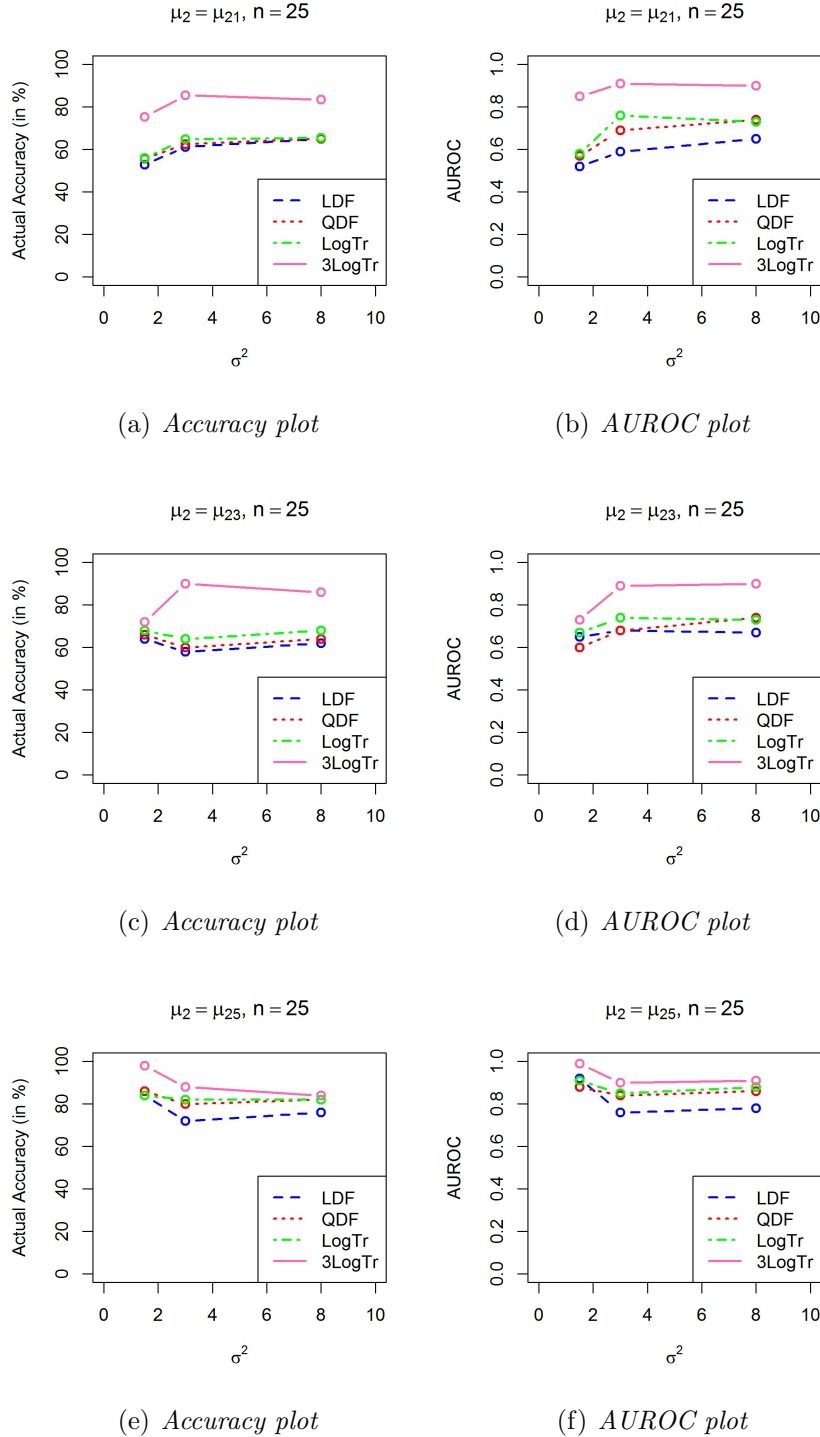 μ2 = μ21, n = 25
Actual Accuracy (in %)
0 20 40 60 80 100
LDF
QDF
LogTr
3LogTr
0 2 4 6 8 10
σ2
(a) Accuracy plot
μ2 = μ21, n = 25
AUROC
0.0 0.2 0.4 0.6 0.8 1.0
LDF
QDF
LogTr
3LogTr
0 2 4 6 8 10
σ2
(b) AUROC plot
μ2 = μ23, n = 25
Actual Accuracy (in %)
0 20 40 60 80 100
LDF
QDF
LogTr
3LogTr
0 2 4 6 8 10
σ2
(c) Accuracy plot
μ2 = μ23, n = 25
AUROC
0.0 0.2 0.4 0.6 0.8 1.0
LDF
QDF
LogTr
3LogTr
0 2 4 6 8 10
σ2
(d) AUROC plot
μ2 = μ25, n = 25
Actual Accuracy (in %)
0 20 40 60 80 100
LDF
QDF
LogTr
3LogTr
0 2 4 6 8 10
σ2
(e) Accuracy plot
μ2 = μ25, n = 25
AUROC
0.0 0.2 0.4 0.6 0.8 1.0
LDF
QDF
LogTr
3LogTr
0 2 4 6 8 10
σ2
(f) AUROC plot